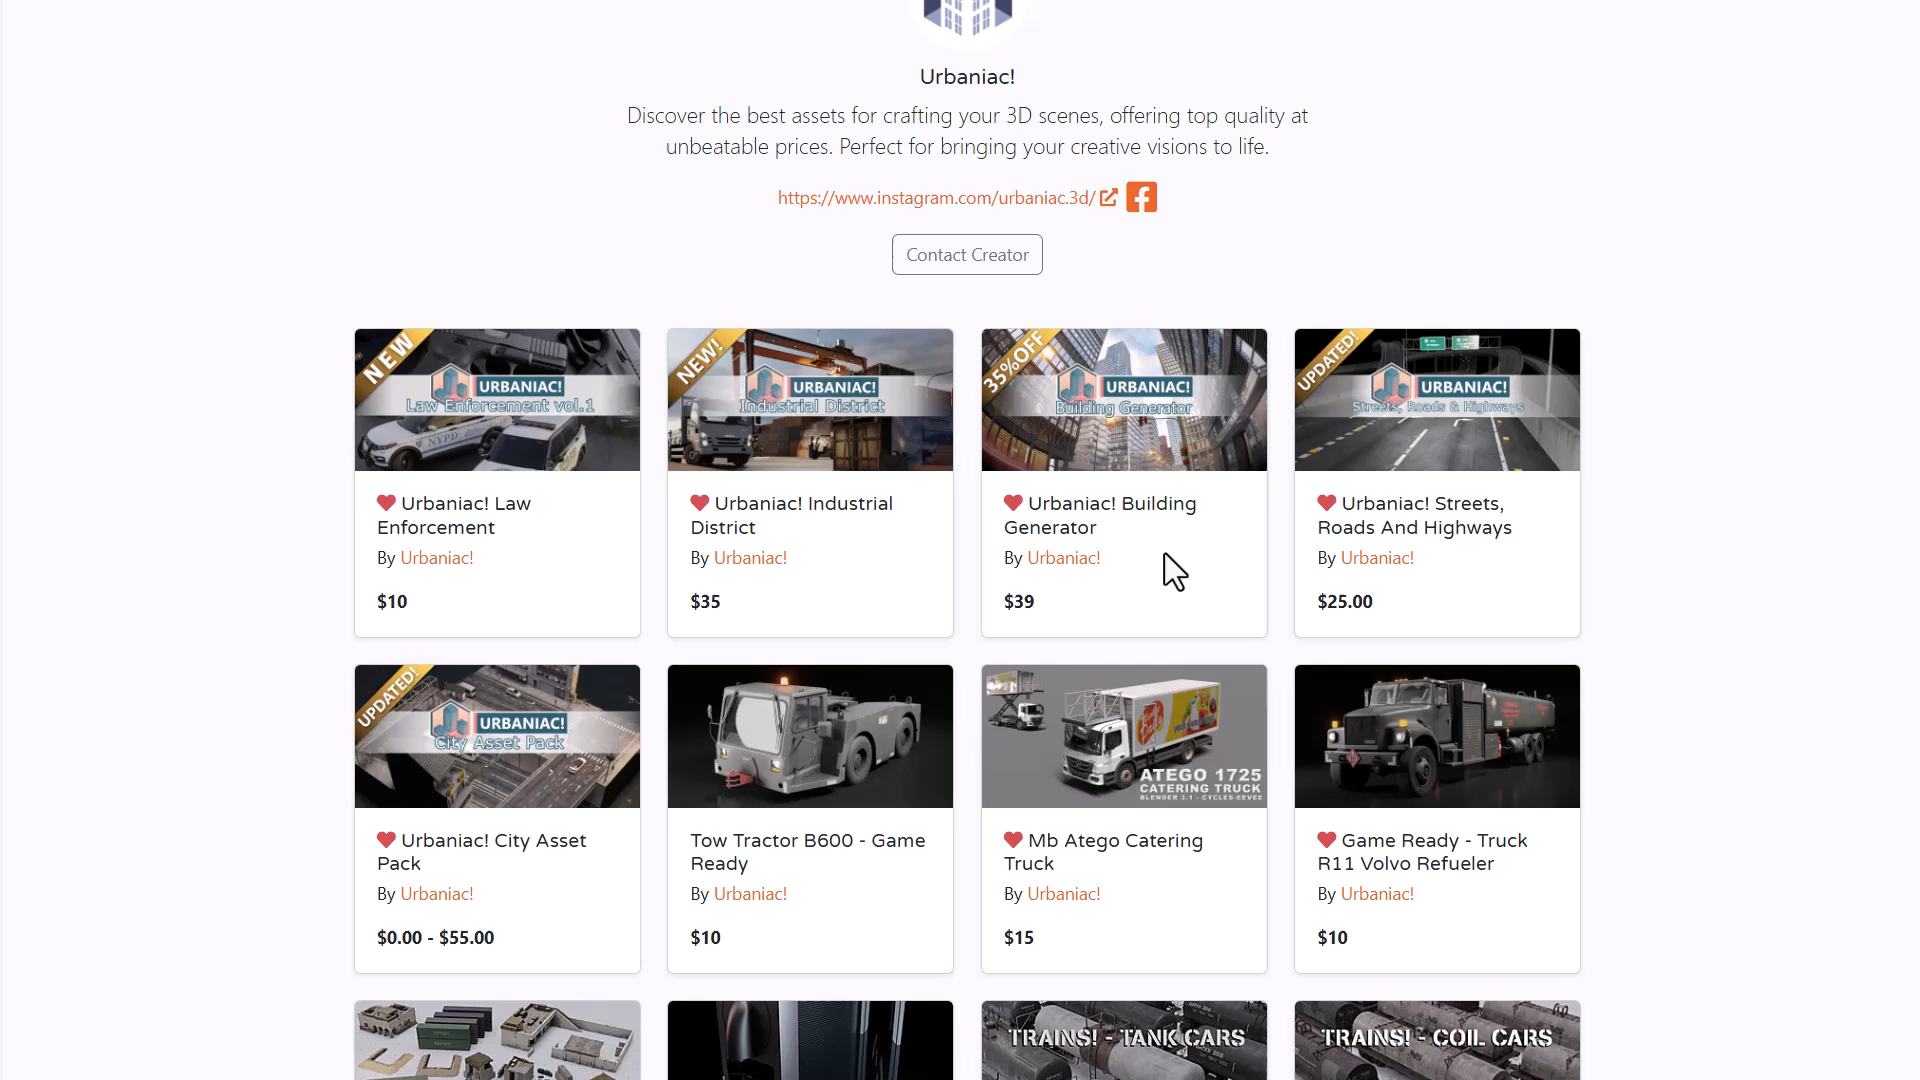 Urbaniac!
Discover the best assets for crafting your 3D scenes, offering top quality at
unbeatable prices. Perfect for bringing your creative visions to life.
https://www.instagram.com/urbaniac.3d/
Contact Creator
NEW
URBANIAC!
Law Enforcement vol.1
NYPD
Urbaniac! Law
Enforcement
By Urbaniac!
$10
NEW!
URBANIAC!
Industrial District
Urbaniac! Industrial
District
By Urbaniac!
$35
35%OFF
URBANIAC!
Building Generator
Urbaniac! Building
Generator
By Urbaniac!
$39
UPDATED!
URBANIAC!
Streets, Roads & Highways
Urbaniac! Streets,
Roads And Highways
By Urbaniac!
$25.00
UPDATED!
URBANIAC!
City Asset Pack
Urbaniac! City Asset
Pack
By Urbaniac!
$0.00 - $55.00
Tow Tractor B600 - Game
Ready
By Urbaniac!
$10
ATEGO 1725
CATERING TRUCK
BLENDER 3.1 - CYCLES-EEVEE
Mb Atego Catering
Truck
By Urbaniac!
$15
Game Ready - Truck
R11 Volvo Refueler
By Urbaniac!
$10
TRAINS! - TANK CARS
TRAINS! - COIL CARS